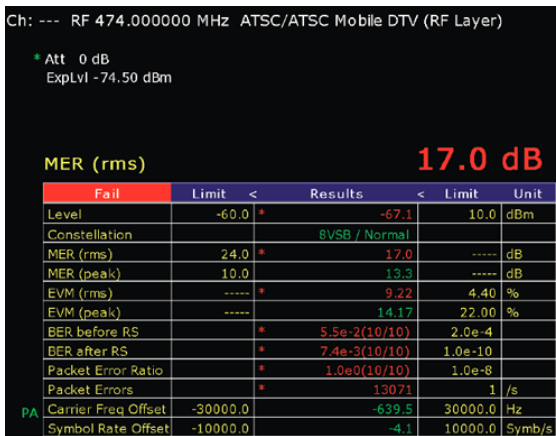 Ch: --- RF 474.000000 MHz ATSC/ATSC Mobile DTV (RF Layer)
* Att 0 dB
ExpLvl -74.50 dBm
MER (rms) 17.0 dB
Fail Limit < Results < Limit Unit
Level -60.0 * -67.1 10.0 dBm
Constellation 8VSB / Normal
MER (rms) 24.0 * 17.0 ----- dB
MER (peak) 10.0 13.3 ----- dB
EVM (rms) ----- * 9.22 4.40 %
EVM (peak) ----- 14.17 22.00 %
BER before RS * 5.5e-2(10/10) 2.0e-4
BER after RS * 7.4e-3(10/10) 1.0e-10
Packet Error Ratio * 1.0e0(10/10) 1.0e-8
Packet Errors * 13071 1 /s
PA Carrier Freq Offset -30000.0 -639.5 30000.0 Hz
Symbol Rate Offset -10000.0 -4.1 10000.0 Symb/s